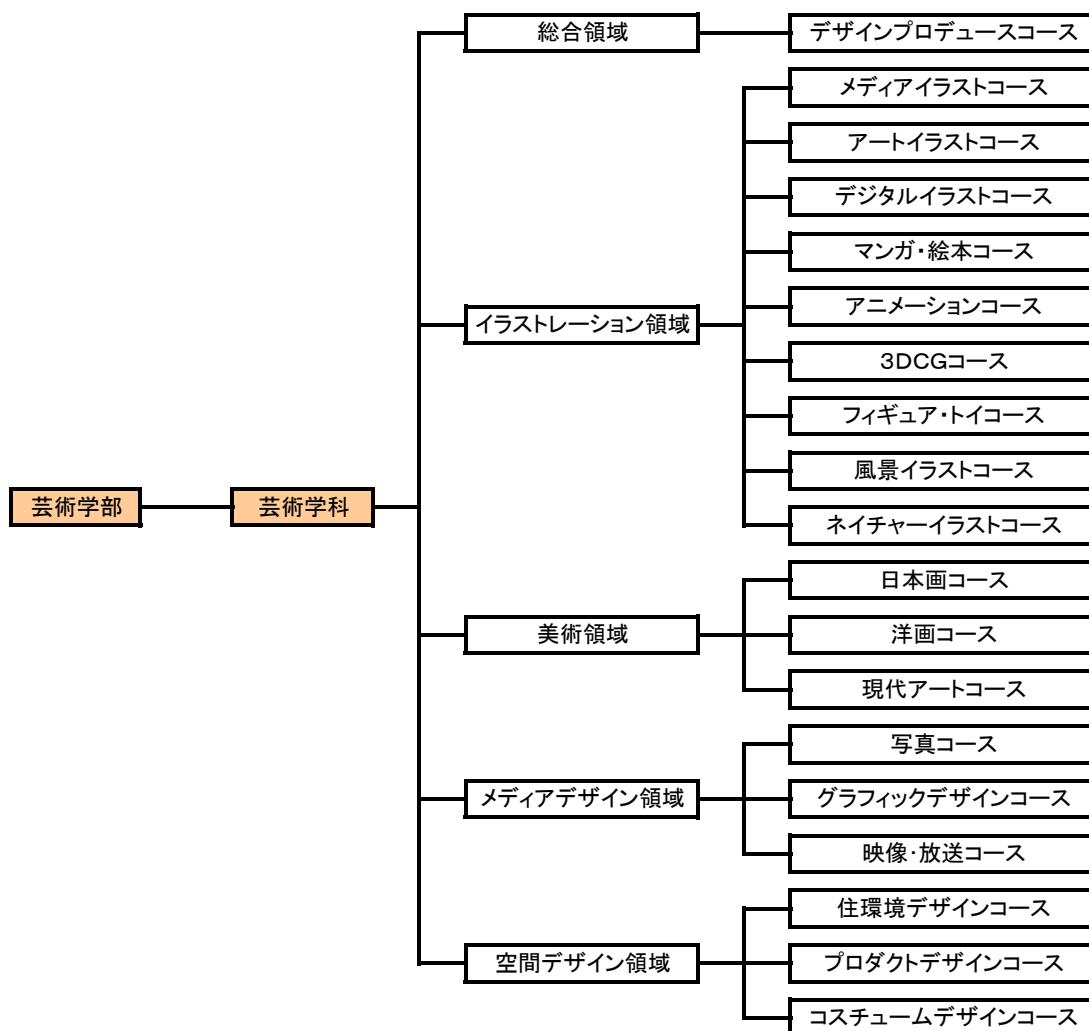 芸術学部
芸術学科
総合領域
デザインプロデュースコース
イラストレーション領域
メディアイラストコース
アートイラストコース
デジタルイラストコース
マンガ・絵本コース
アニメーションコース
3DCGコース
フィギュア・トイコース
風景イラストコース
ネイチャーイラストコース
美術領域
日本画コース
洋画コース
現代アートコース
メディアデザイン領域
写真コース
グラフィックデザインコース
映像・放送コース
空間デザイン領域
住環境デザインコース
プロダクトデザインコース
コスチュームデザインコース